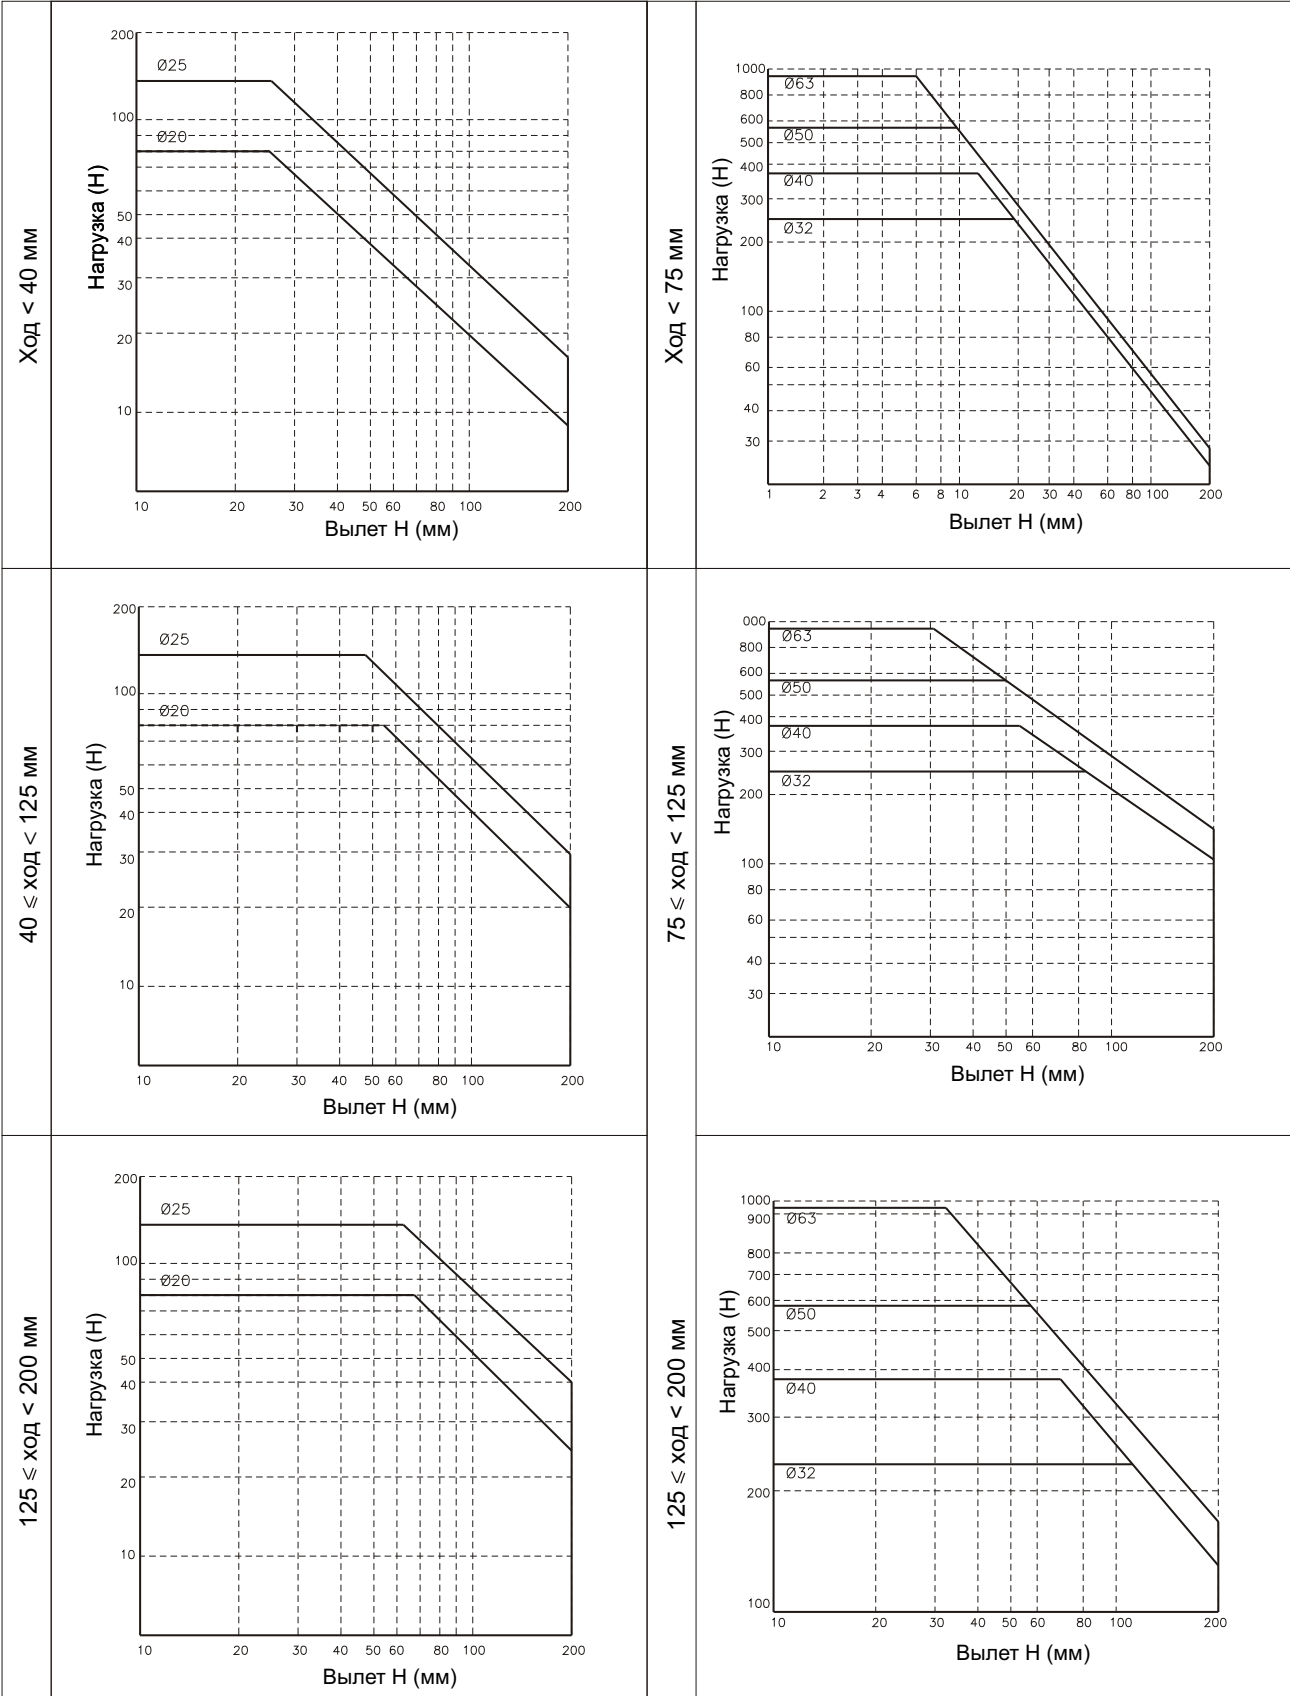 Ход < 40 мм
Нагрузка (Н)
200
100
50
40
30
20
10
Ø25
Ø20
10 20 30 40 50 60 80 100 200
Вылет Н (мм)
Ход < 75 мм
Нагрузка (Н)
1000
800
600
500
400
300
200
100
80
60
40
30
Ø63
Ø50
Ø40
Ø32
1 2 3 4 6 8 10 20 30 40 60 80 100 200
Вылет Н (мм)
40 ≤ ход < 125 мм
Нагрузка (Н)
200
100
50
40
30
20
10
Ø25
Ø20
10 20 30 40 50 60 80 100 200
Вылет Н (мм)
75 ≤ ход < 125 мм
Нагрузка (Н)
000
800
600
500
400
300
200
100
80
60
40
30
Ø63
Ø50
Ø40
Ø32
10 20 30 40 50 60 80 100 200
Вылет Н (мм)
125 ≤ ход < 200 мм
Нагрузка (Н)
200
100
50
40
30
20
10
Ø25
Ø20
10 20 30 40 50 60 80 100 200
Вылет Н (мм)
125 ≤ ход < 200 мм
Нагрузка (Н)
1000
900
800
700
600
500
400
300
200
100
Ø63
Ø50
Ø40
Ø32
10 20 30 40 50 60 80 100 200
Вылет Н (мм)